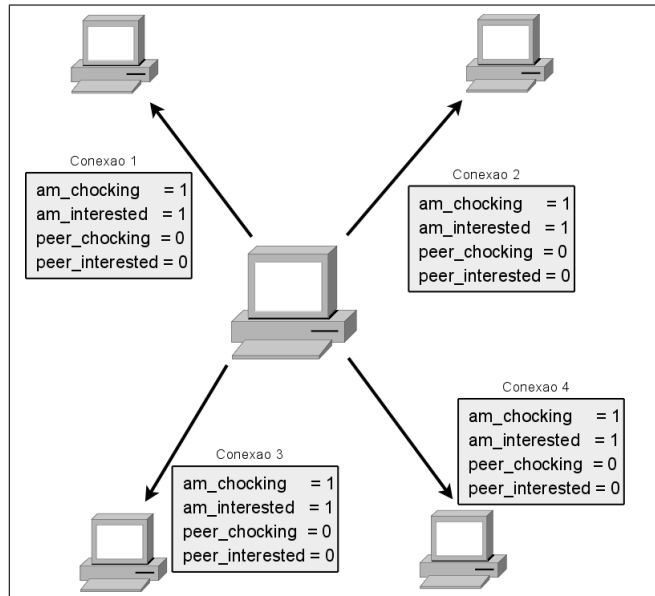 Conexao 1
am_chocking = 1
am_interested = 1
peer_chocking = 0
peer_interested = 0
Conexao 2
am_chocking = 1
am_interested = 1
peer_chocking = 0
peer_interested = 0
Conexao 3
am_chocking = 1
am_interested = 1
peer_chocking = 0
peer_interested = 0
Conexao 4
am_chocking = 1
am_interested = 1
peer_chocking = 0
peer_interested = 0